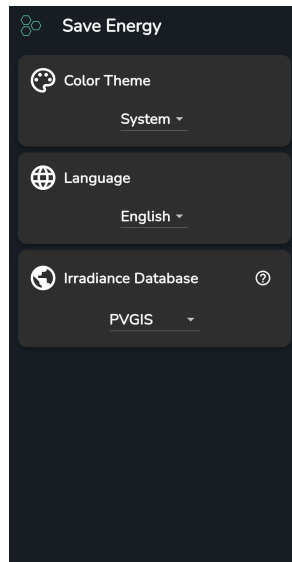 Save Energy
Color Theme
System
Language
English
Irradiance Database
PVGIS